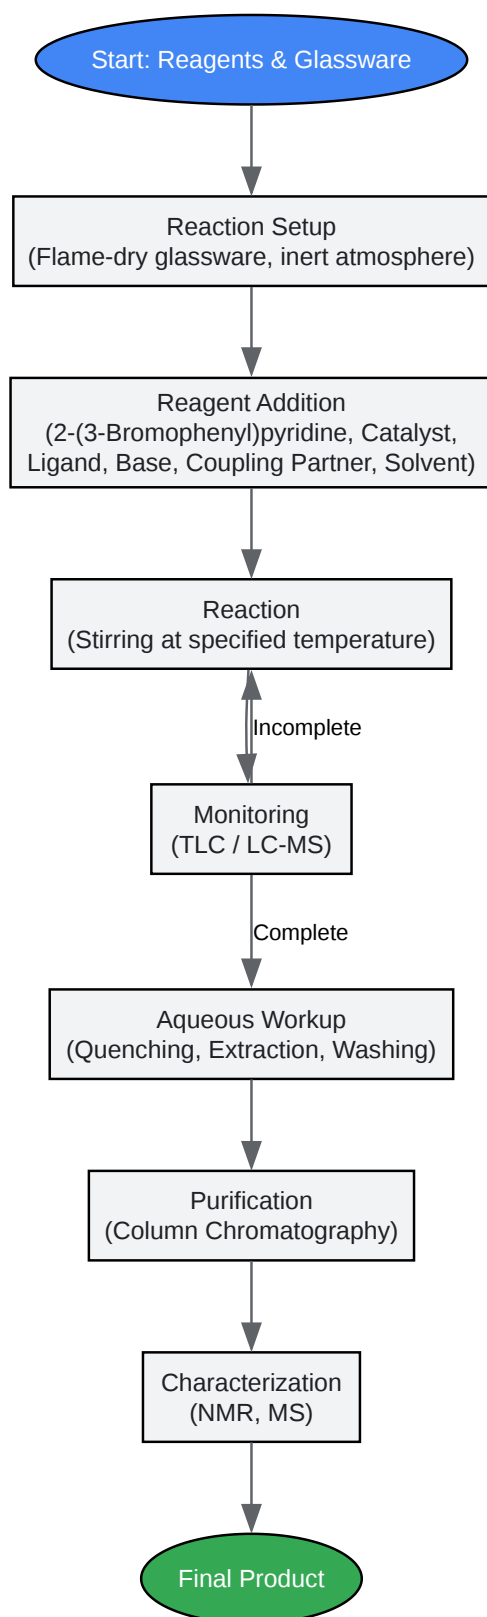 Start: Reagents & Glassware
Reaction Setup
(Flame-dry glassware, inert atmosphere)
Reagent Addition
(2-(3-Bromophenyl)pyridine, Catalyst,
Ligand, Base, Coupling Partner, Solvent)
Reaction
(Stirring at specified temperature)
Incomplete
Monitoring
(TLC / LC-MS)
Complete
Aqueous Workup
(Quenching, Extraction, Washing)
Purification
(Column Chromatography)
Characterization
(NMR, MS)
Final Product